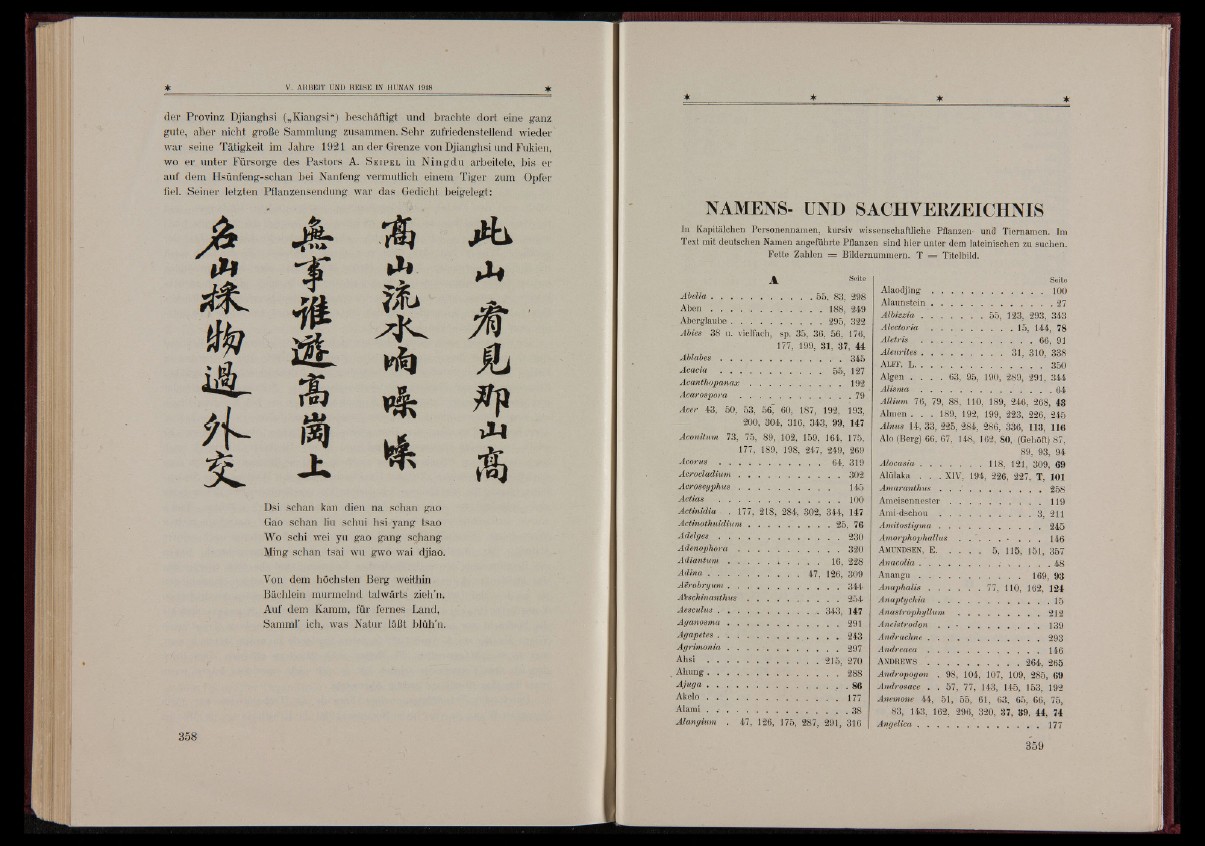 * V. ARBEIT UND REISE IN HUNAN 1918 *
der Provinz Djianghsi („Kiangsi“) beschäftigt und brachte dort eine ganz
gute, aber nicht große Sammlung zusammen. Sehr zufriedenstellend wieder
war seine Tätigkeit im Jahre 1921 an der Grenze von Djianghsi und Fukien,
wo er unter Fürsorge des Pastors A. Seipel in Ningdu arbeitete, bis er
auf dem Hsünfeng-schan bei Nanfeng vermutlich einem Tiger zum Opfer
fiel. Seiner letzten Pflanzensendung war das Gedicht beigelegt:
此山看見那山高
高山流水响噪噪
無事谁遊高崗上
名山採物過外交
Dsi schan kan dien na schan gao
Gao schan liu schui hsi yang tsao
Wo schi wei yu gao gang schang
Ming schan tsai wu gwo wai djiao.
Von dem höchsten Berg weithin
Bächlein murmelnd talwärts zieh'n.
Auf dem Kamm, für fernes Land,
Samml' ich, was Natur läßt blüh'n.
358
* * * *
NAMENS- UND SACHVERZEICHNIS
In Kapitälchen Personennamen, kursiv wissenschaftliche Pflanzen- und Tiernamen. Im
Text mit deutschen Namen angeführte Pflanzen sind hier unter dem lateinischen zu suchen.
Fette Zahlen = Bildernummern. T = Titelbild.
A Seite
Abelia . . . . . . . . . . . 55, 83, 298
Aben . . . . . . . . . . . . 188, 249
Aberglaube . . . . . . . . . . 295, 322
Abies 38 u. vielfach, sp. 35, 36, 56, 176,
177, 199, 31, 37, 44
Ablabes . . . . . . . . . . . . . 345
Acacia . . . . . . . . . . . 55, 127
Acanthopanax . . . . . . . . . . 192
Acarospora . . . . . . . . . . . . 79
Acer 43, 50, 53, 56, 60, 187, 192, 193,
200, 304, 316, 343, 99, 147
Aconitum 73, 75, 89, 102, 159, 164, 175,
177, 189, 198, 247, 249, 269
Acorus . . . . . . . . . . . 64, 319
Acrocladium . . . . . . . . . . . 302
Acroscyphus . . . . . . . . . . 145
Actias . . . . . . . . . . . . . 100
Actinidia . 177, 218, 284, 302, 344, 147
Actinothuidium . . . . . . . . . 25, 76
Adelges . . . . . . . . . . . . . 230
Adenophora . . . . . . . . . . . 320
Adiantum . . . . . . . . . . 16, 228
Adina . . . . . . . . . . 47, 126, 309
Aërobryum . . . . . . . . . . . . 344
Aeschinanthus . . . . . . . . . . 254
Aesculus . . . . . . . . . . . 343, 147
Aganosma . . . . . . . . . . . . 291
Agapetes . . . . . . . . . . . . . 243
Agrimonia . . . . . . . . . . . . 297
Ahsi . . . . . . . . . . . . 215, 270
Ahung . . . . . . . . . . . . . . 288
Ajuga . . . . . . . . . . . . . . . 86
Akelo . . . . . . . . . . . . . . 177
Alami . . . . . . . . . . . . . . . 38
Alangium . 47, 126, 175, 287, 291, 316
Seite
Alaodjing . . . . . . . . . . . . 100
Alaunstein . . . . . . . . . . . . . 27
Albizzia . . . . . . . 55, 123, 293, 343
Alectoria . . . . . . . . . 15, 144, 78
Aletris . . . . . . . . . . . . 66, 91
Aleurites . . . . . . . . . 31, 310, 338
Alff, L. . . . . . . . . . . . . . 350
Algen . . . . 63, 95, 190, 289, 291, 344
Alisma . . . . . . . . . . . . . . 64
Allium 76, 79, 88, 110, 189, 246, 268, 43
Almen . . . 189, 192, 199, 223, 226, 245
Alnus 14, 33, 225, 284, 286, 336, 113, 116
Alo (Berg) 66, 67, 148, 162, 80, (Gehöft) 87,
89, 93, 94
Alocasia . . . . . . . 118, 121, 309, 69
Alülaka . . . XIV, 194, 226, 227, T, 101
Amaranthus . . . . . . . . . . . 258
Ameisennester . . . . . . . . . . 119
Ami-dschou . . . . . . . . . . 3, 211
Amitostigma . . . . . . . . . . . 245
Amorphophallus . . . . . . . . . 146
Amundsen, E. . . . . 5, 115, 151, 357
Anacolia . . . . . . . . . . . . . . 48
Anangu . . . . . . . . . . . 169, 93
Anaphalis . . . . . . 77, 110, 162, 124
Anaptychia . . . . . . . . . . . . 15
Anastrophyllum . . . . . . . . . . 212
Ancistrodon . . . . . . . . . . . 139
Andrachne . . . . . . . . . . . . 293
Andreaea . . . . . . . . . . . . 146
Andrews . . . . . . . . . . 264, 265
Andropogon . 98, 104, 107, 109, 285, 69
Androsace . . 57, 77, 143, 145, 153, 192
Anemone 44, 51, 55, 61, 63, 65, 66, 75,
83, 143, 162, 296, 320, 37, 39, 44, 74
Angelica . . . . . . . . . . . . . 177
359